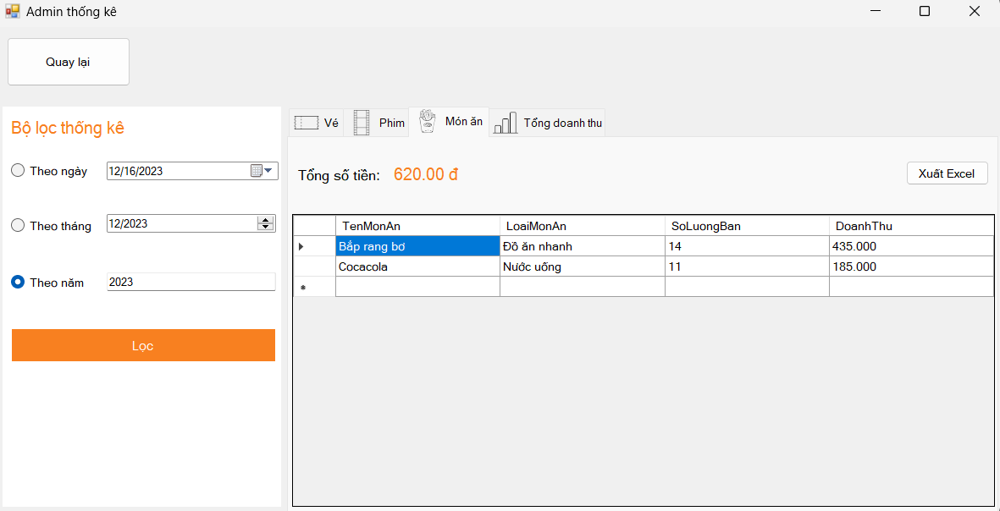 Admin thống kê
Quay lại
Bộ lọc thống kê
Theo ngày 12/16/2023
Theo tháng 12/2023
Theo năm 2023
Lọc
Vé Phim Món ăn Tổng doanh thu
Tổng số tiền: 620.00 đ
Xuất Excel
TenMonAn LoaiMonAn SoLuongBan DoanhThu
Bắp rang bơ Đồ ăn nhanh 14 435.000
Cocacola Nước uống 11 185.000